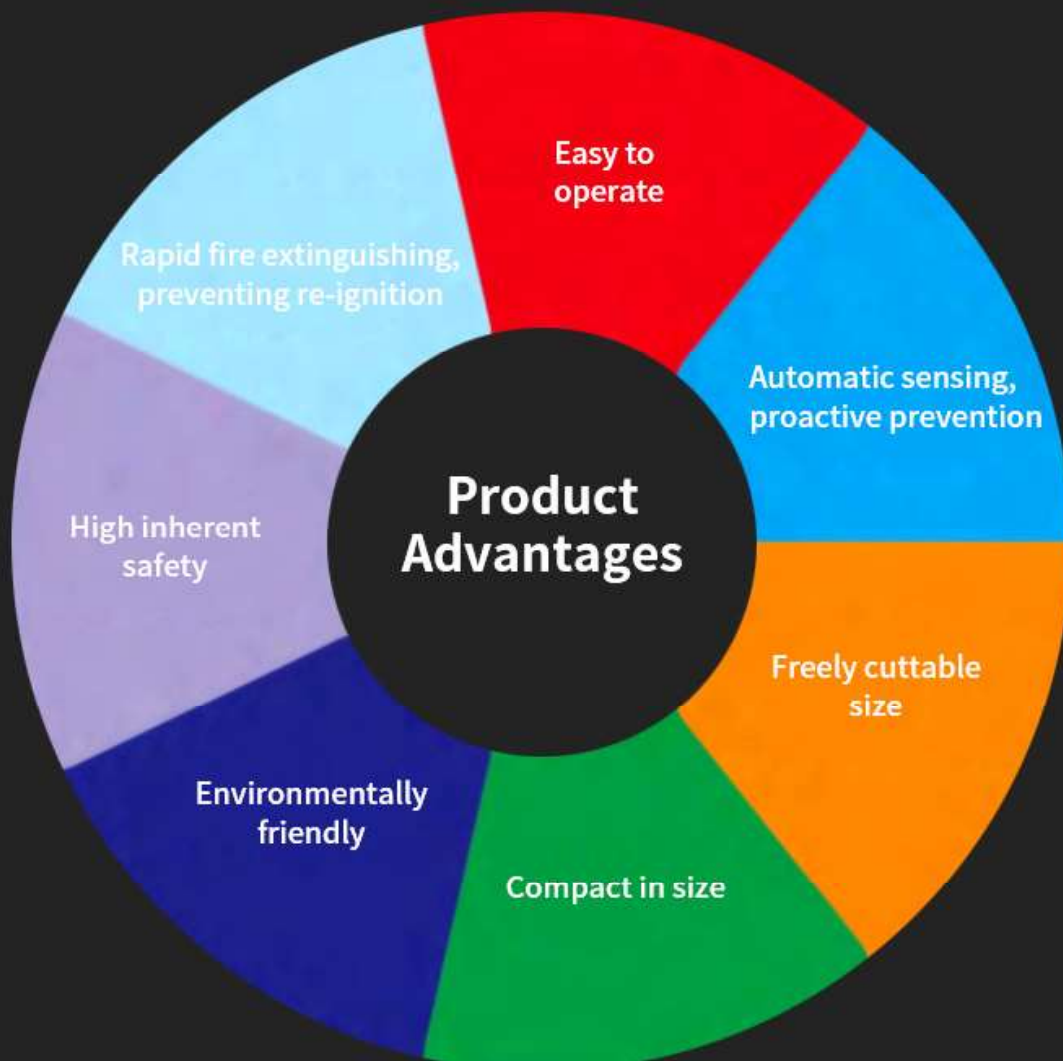 Easy to
operate
Rapid fire extinguishing,
preventing re-ignition
Automatic sensing,
proactive prevention
Product
Advantages
High inherent
safety
Freely cuttable
size
Environmentally
friendly
Compact in size